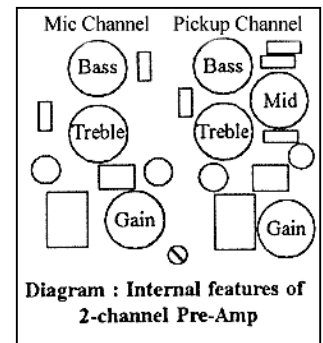 Mic Channel Pickup Channel
Bass Bass
Mid
Treble Treble
Gain Gain
Diagram : Internal features of
2-channel Pre-Amp